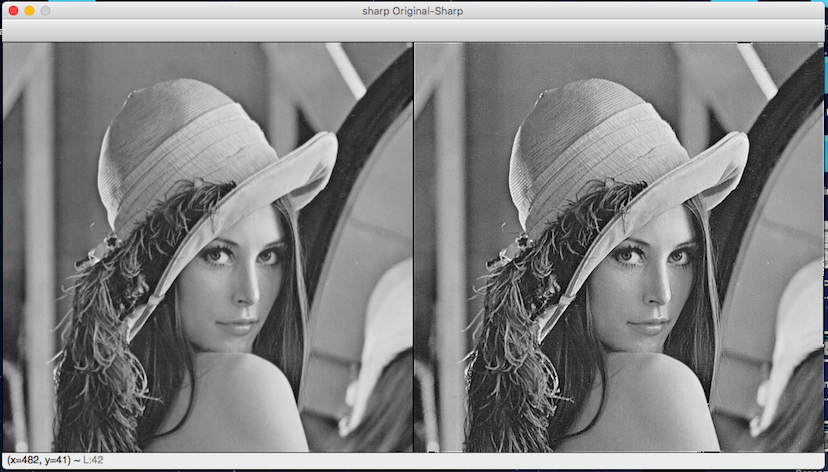 sharp Original-Sharp
(x=482, y=41) ~ L:42